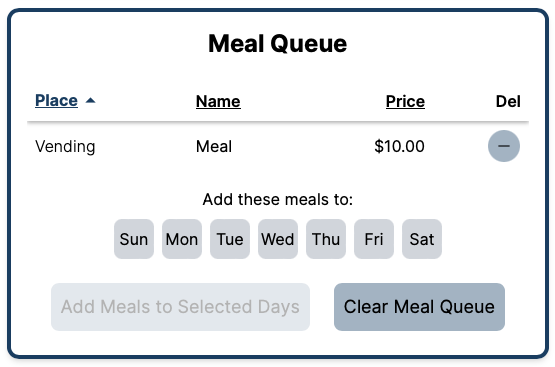 Meal Queue
Place Name Price Del
Vending Meal $10.00
Add these meals to:
Sun Mon Tue Wed Thu Fri Sat
Add Meals to Selected Days Clear Meal Queue